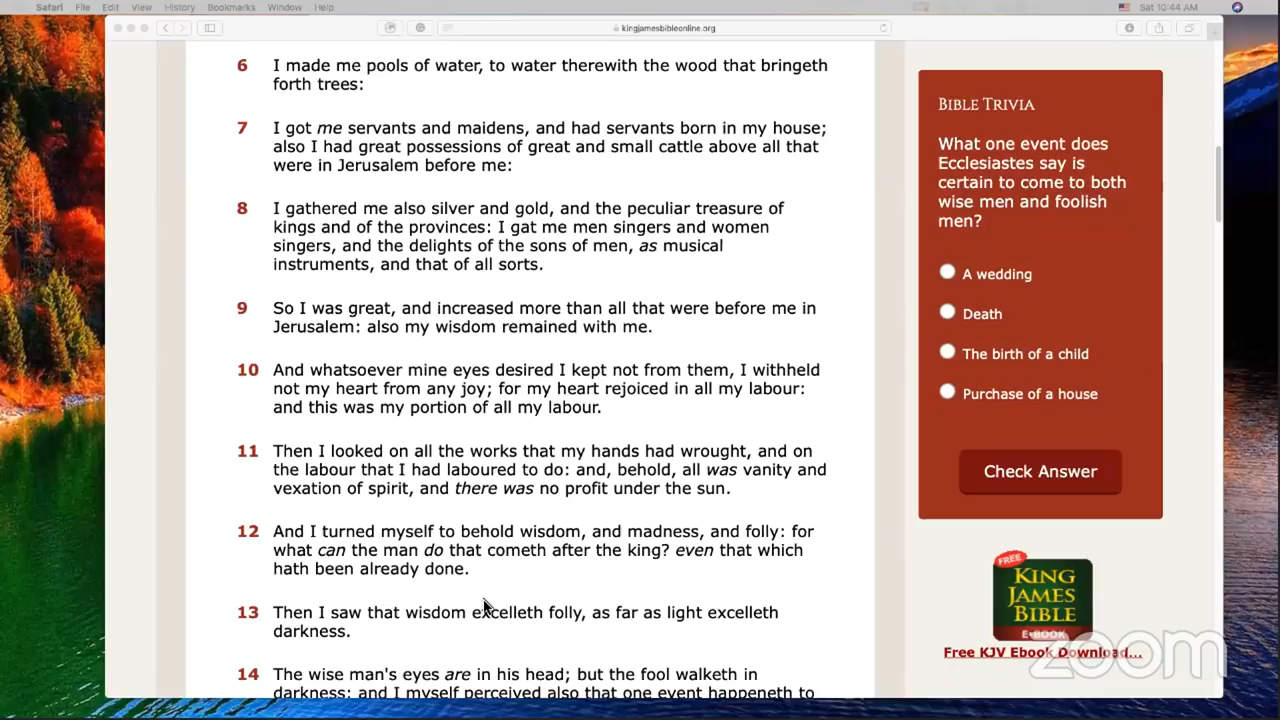 Safari File Edit View History Bookmarks Window Help
Sat 10:44 AM
kingjamesbibleonline.org
6 I made me pools of water, to water therewith the wood that bringeth
forth trees:
7 I got me servants and maidens, and had servants born in my house;
also I had great possessions of great and small cattle above all that
were in Jerusalem before me:
8 I gathered me also silver and gold, and the peculiar treasure of
kings and of the provinces: I gat me men singers and women
singers, and the delights of the sons of men, as musical
instruments, and that of all sorts.
9 So I was great, and increased more than all that were before me in
Jerusalem: also my wisdom remained with me.
10 And whatsoever mine eyes desired I kept not from them, I withheld
not my heart from any joy; for my heart rejoiced in all my labour:
and this was my portion of all my labour.
11 Then I looked on all the works that my hands had wrought, and on
the labour that I had laboured to do: and, behold, all was vanity and
vexation of spirit, and there was no profit under the sun.
12 And I turned myself to behold wisdom, and madness, and folly: for
what can the man do that cometh after the king? even that which
hath been already done.
13 Then I saw that wisdom excelleth folly, as far as light excelleth
darkness.
14 The wise man's eyes are in his head; but the fool walketh in
darkness: and I myself perceived also that one event happeneth to
BIBLE TRIVIA
What one event does
Ecclesiastes say is
certain to come to both
wise men and foolish
men?
A wedding
Death
The birth of a child
Purchase of a house
Check Answer
FREE
KING
JAMES
BIBLE
E-BOOK
Free KJV Ebook Download...
zoom